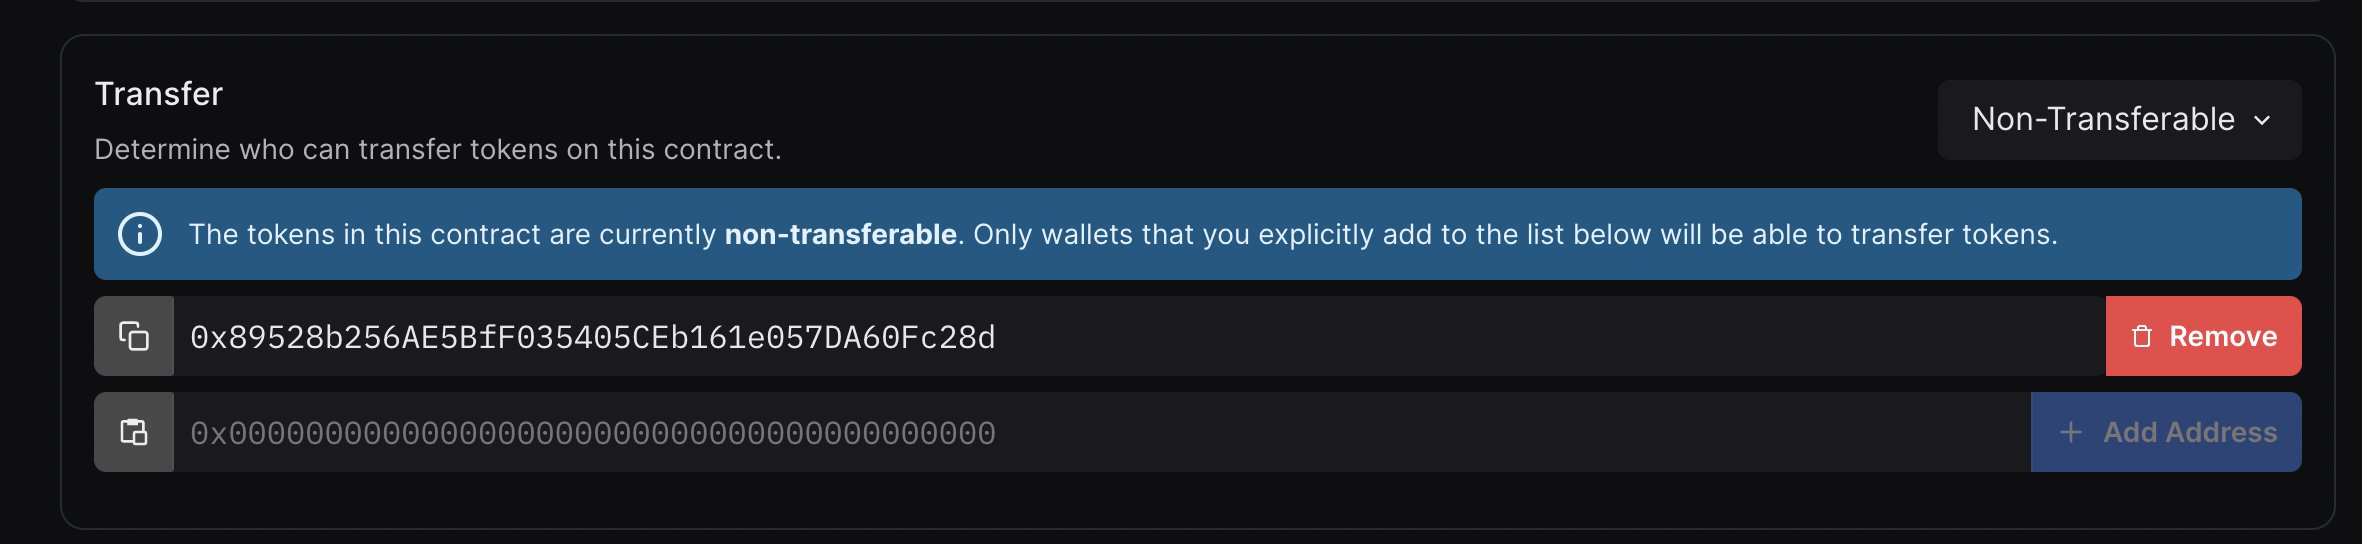 Transfer
Non-Transferable
Determine who can transfer tokens on this contract.
The tokens in this contract are currently non-transferable. Only wallets that you explicitly add to the list below will be able to transfer tokens.
0x89528b256AE5BfF035405CEb161e057DA60Fc28d
Remove
0x0000000000000000000000000000000000000000
Add Address